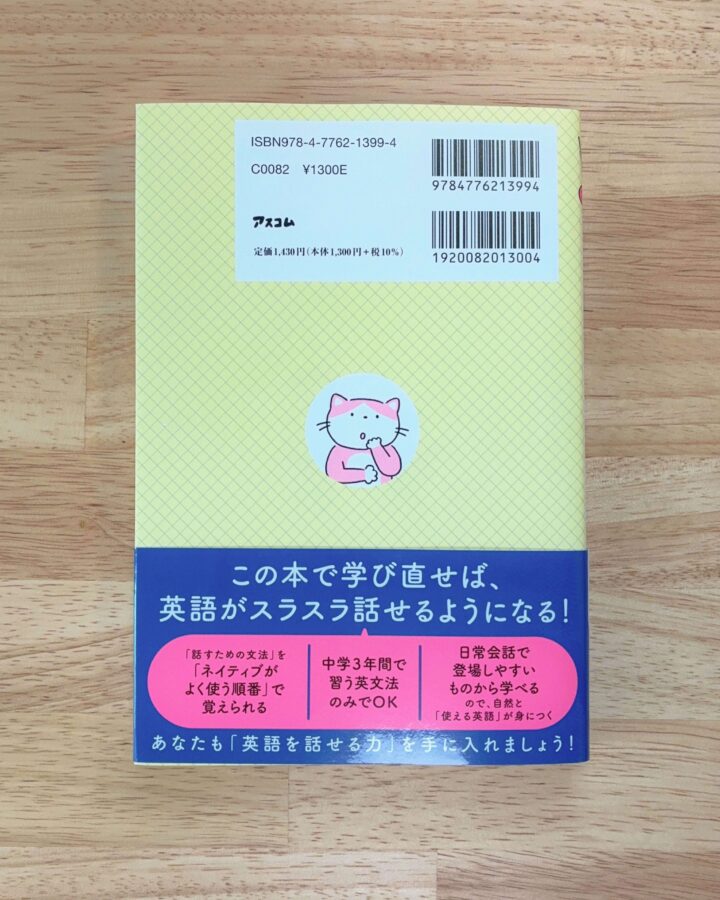 ISBN978-4-7762-1399-4
C0082 ¥1300E
アスコム
定価1,430円(本体1,300円+税10%)
9784776213994
1920082013004
この本で学び直せば、
英語がスラスラ話せるようになる!
「話すための文法」を
「ネイティブが
よく使う順番」で
覚えられる
中学3年間で
習う英文法
のみでOK
日常会話で
登場しやすい
ものから学べる
ので、自然と
「使える英語」が身につく
あなたも「英語を話せる力」を手に入れましょう!